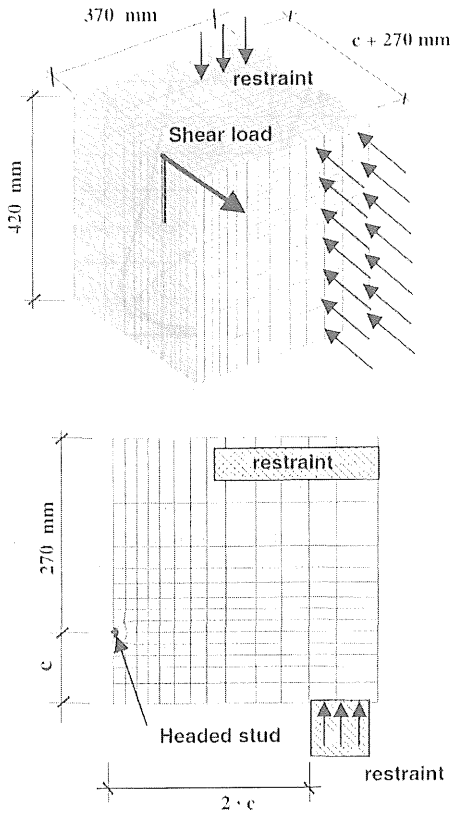 370 mm
c + 270 mm
restraint
Shear load
420 mm
restraint
270 mm
c
Headed stud
restraint
2 · c